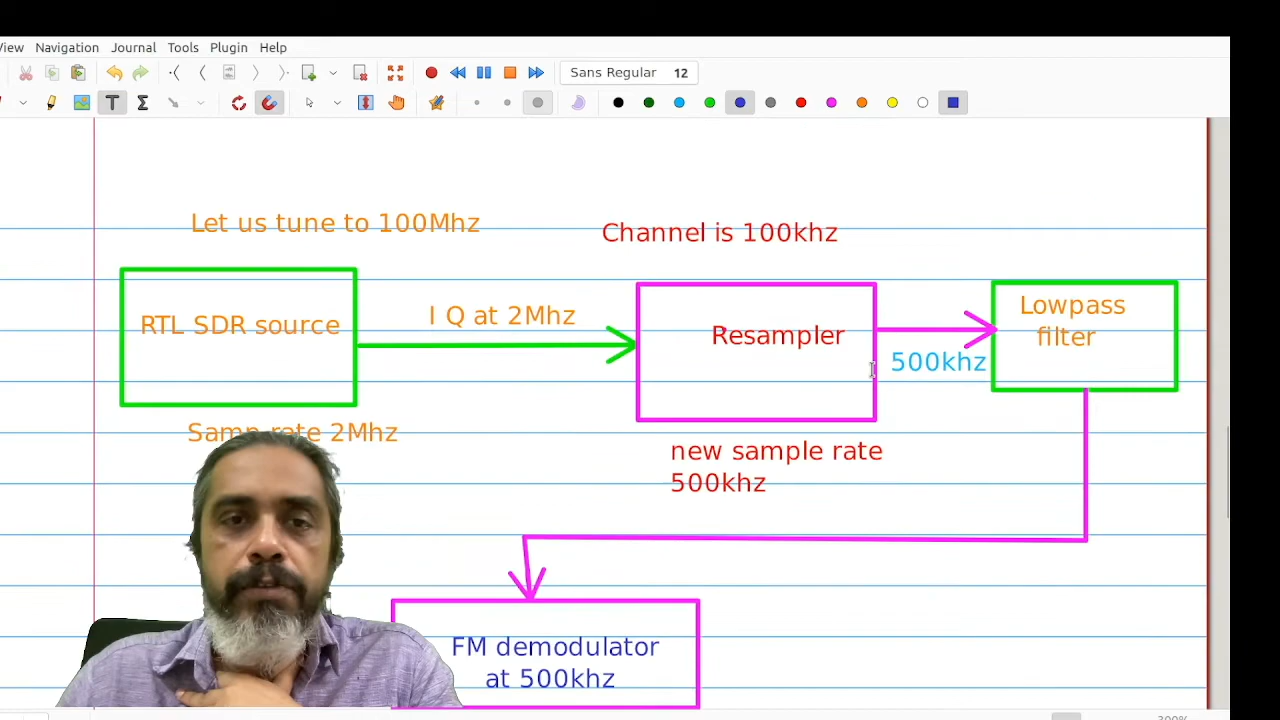 View Navigation Journal Tools Plugin Help
Sans Regular 12
Let us tune to 100Mhz
Channel is 100khz
RTL SDR source
I Q at 2Mhz
Resampler
500khz
Lowpass
filter
Samp rate 2Mhz
new sample rate
500khz
FM demodulator
at 500khz